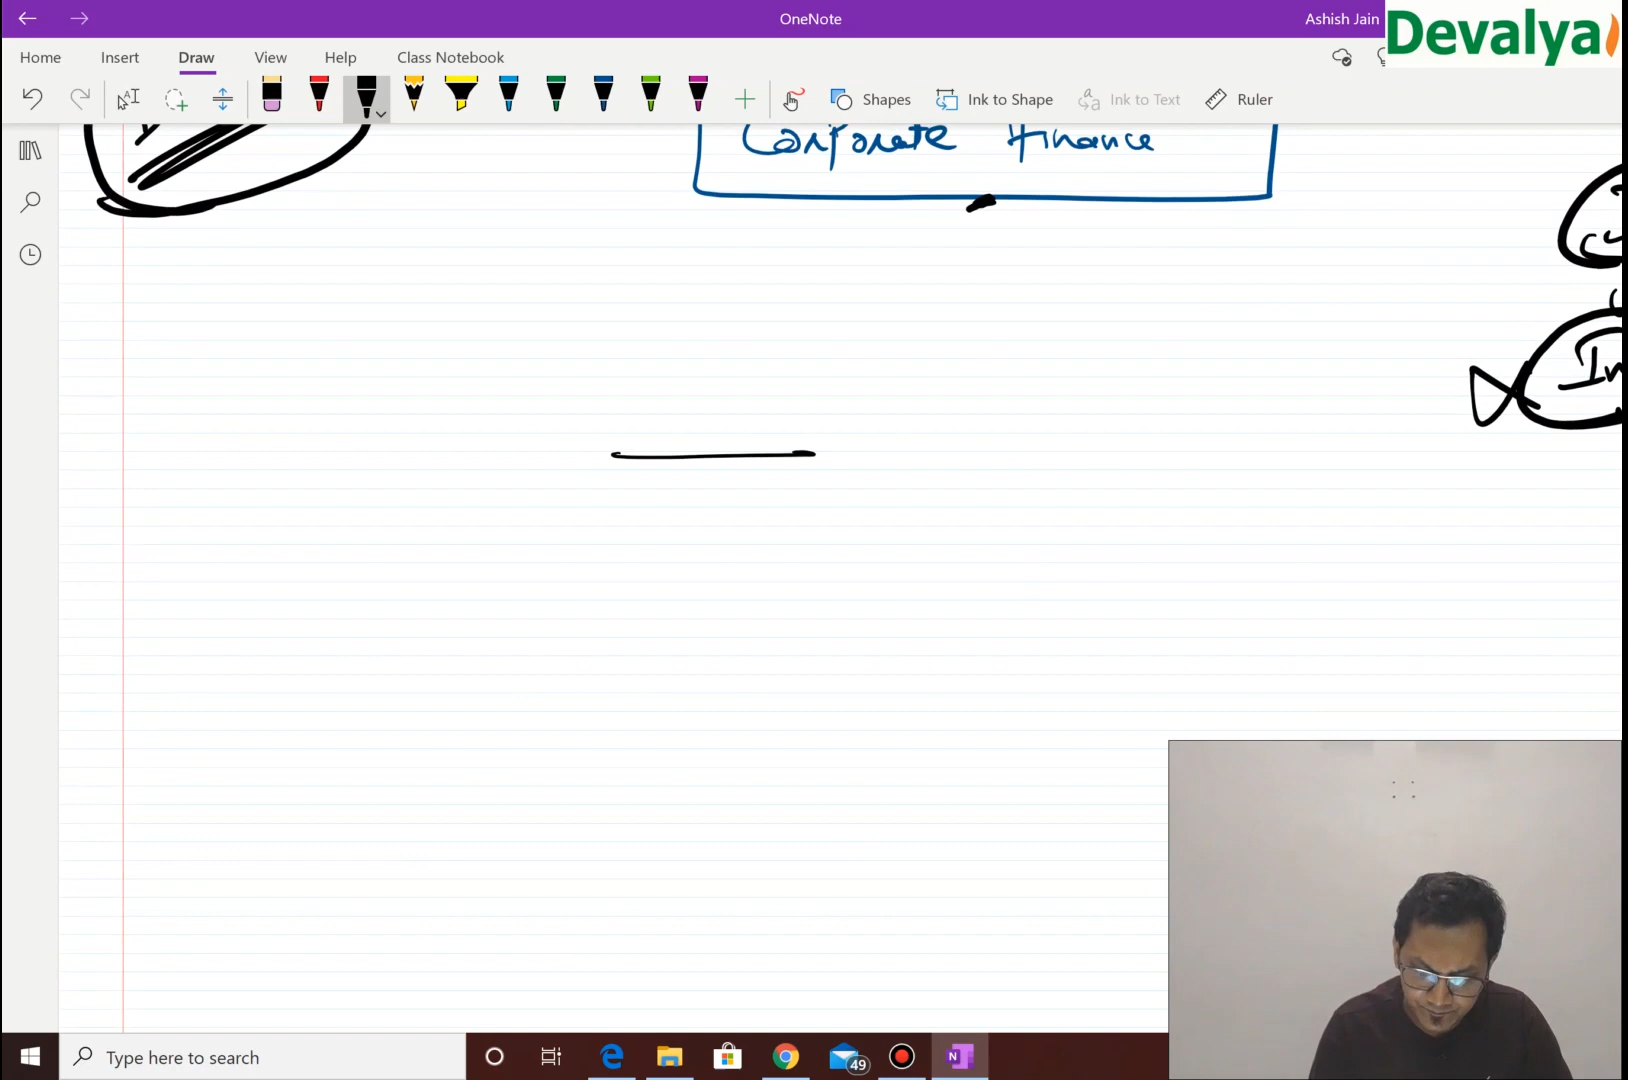 OneNote
Ashish Jain
Devalya
Home Insert Draw View Help Class Notebook
Shapes Ink to Shape Ink to Text Ruler
Corporate Finance
In
Type here to search
49
N